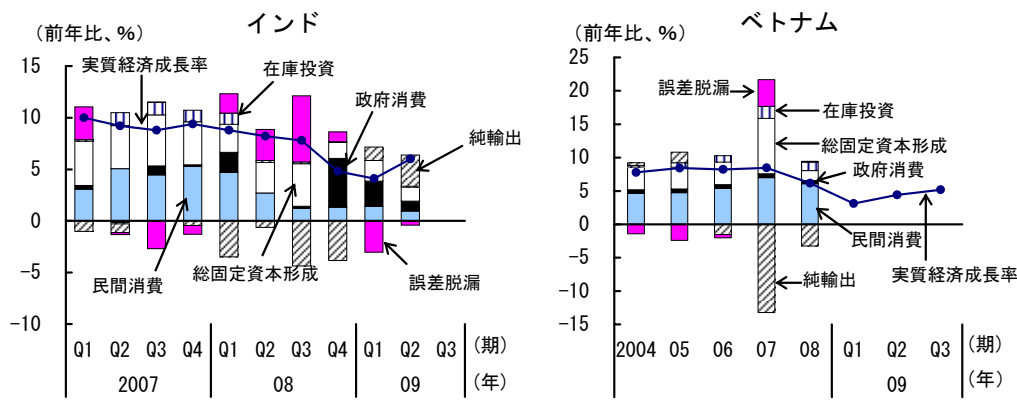 インド
(前年比、%)
15
10
5
0
-5
-10
実質経済成長率
在庫投資
政府消費
純輸出
民間消費
総固定資本形成
誤差脱漏
Q1 Q2 Q3 Q4 Q1 Q2 Q3 Q4 Q1 Q2 Q3 (期)
2007 08 09 (年)
ベトナム
(前年比、%)
25
20
15
10
5
0
-5
-10
-15
誤差脱漏
在庫投資
総固定資本形成
政府消費
民間消費
実質経済成長率
純輸出
2004 05 06 07 08 Q1 Q2 Q3 (期)
09 (年)